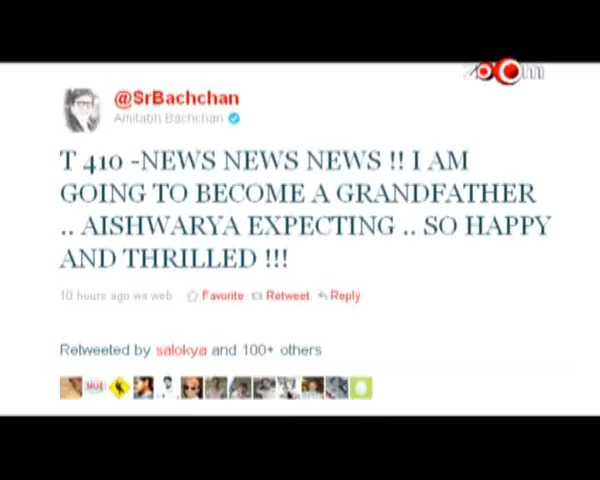 zoom
@SrBachchan
Amitabh Bachchan
T 410 -NEWS NEWS NEWS !! I AM
GOING TO BECOME A GRANDFATHER
.. AISHWARYA EXPECTING .. SO HAPPY
AND THRILLED !!!
10 hours ago via web Favorite Retweet Reply
Retweeted by salokya and 100+ others